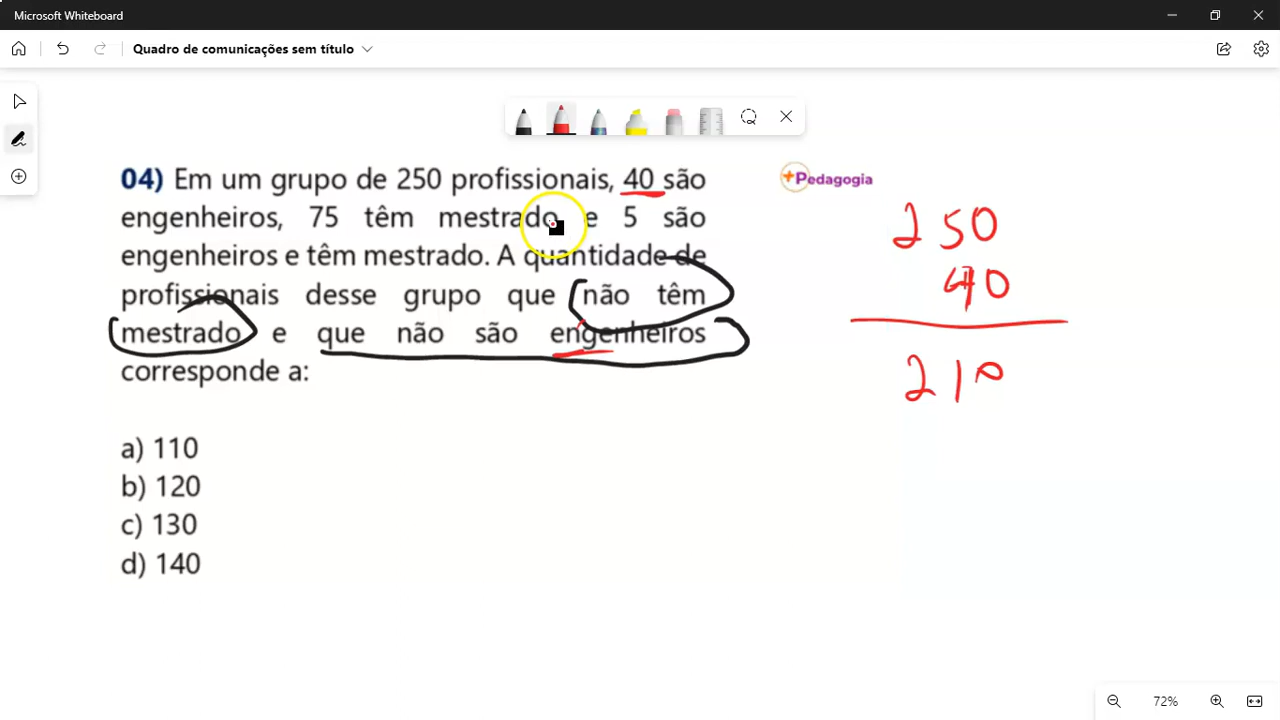 Microsoft Whiteboard
Quadro de comunicações sem título
04) Em um grupo de 250 profissionais, 40 são
engenheiros, 75 têm mestrado e 5 são
engenheiros e têm mestrado. A quantidade de
profissionais desse grupo que não têm
mestrado e que não são engenheiros
corresponde a:
a) 110
b) 120
c) 130
d) 140
+Pedagogia
250
40
210
72%